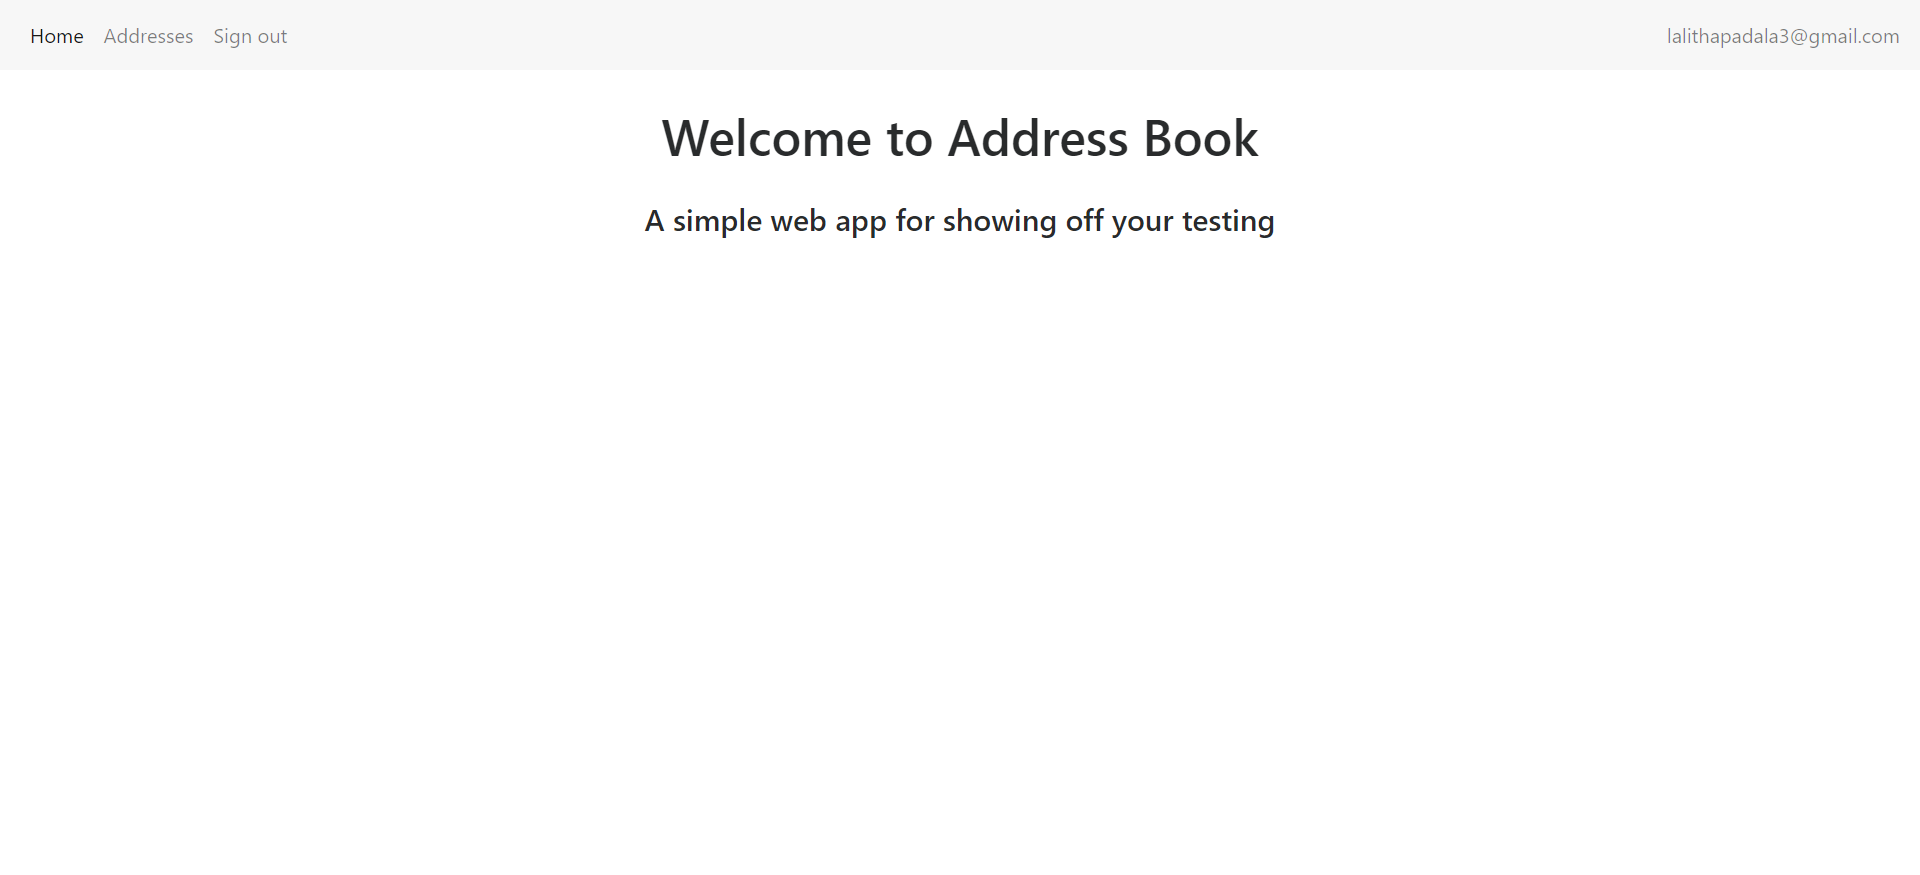 Home Addresses Sign out lalithapadala3@gmail.com
Welcome to Address Book
A simple web app for showing off your testing